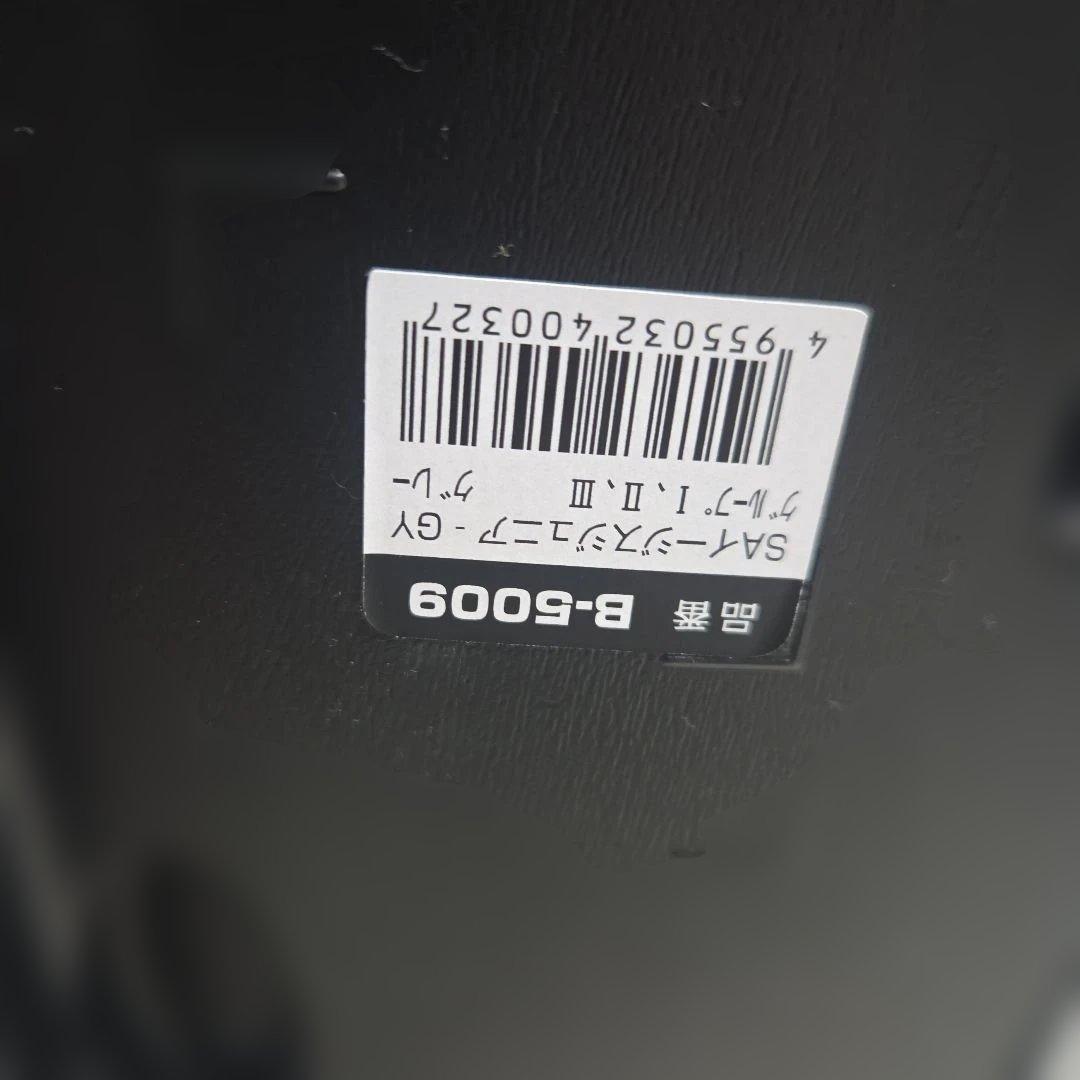 品番 B-5009
SAイージスジュニア - GY
グループ Ⅰ、Ⅱ、Ⅲ グレー
4 955032 400327